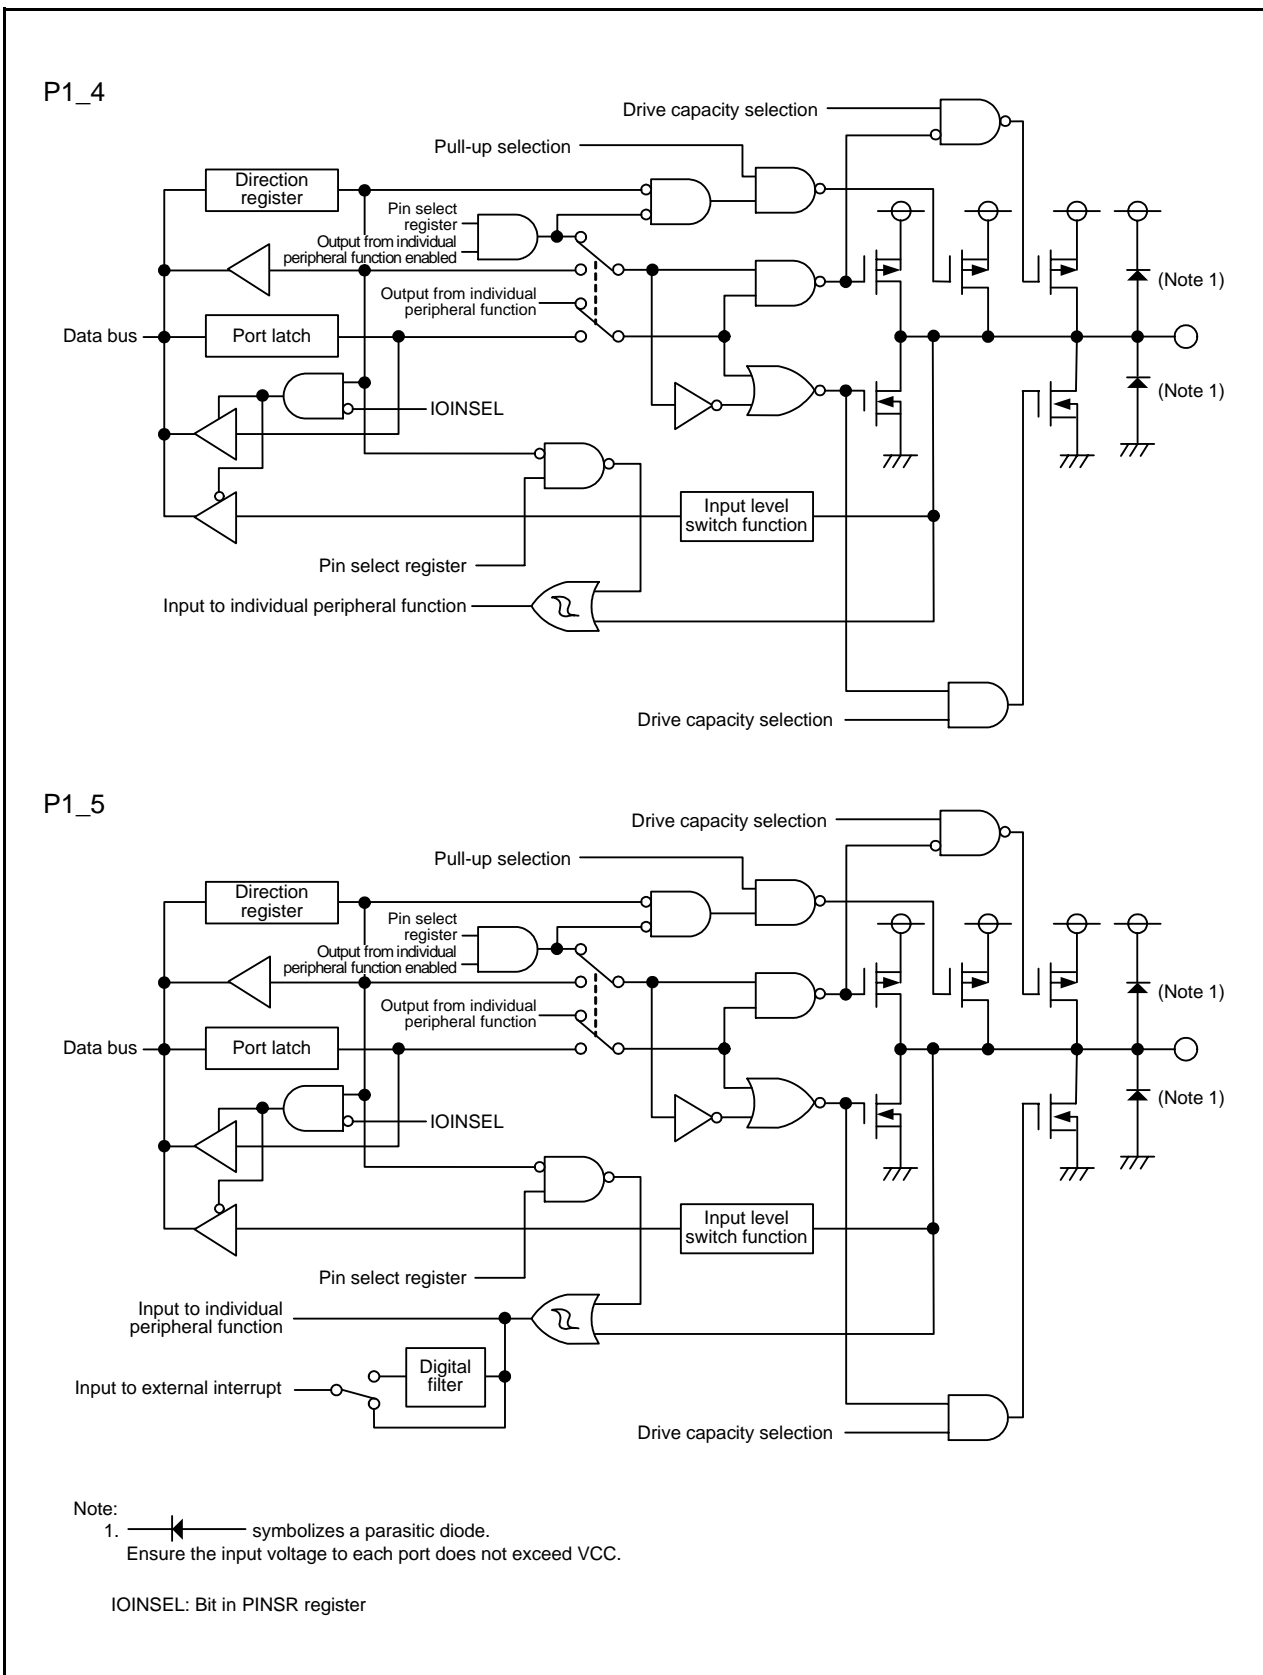 P1_4
Drive capacity selection
Pull-up selection
Direction
register
Pin select
register
Output from individual
peripheral function enabled
(Note 1)
Output from individual
peripheral function
Data bus
Port latch
(Note 1)
IOINSEL
Input level
switch function
Pin select register
Input to individual peripheral function
Drive capacity selection
P1_5
Drive capacity selection
Pull-up selection
Direction
register
Pin select
register
Output from individual
peripheral function enabled
(Note 1)
Output from individual
peripheral function
Data bus
Port latch
(Note 1)
IOINSEL
Input level
switch function
Pin select register
Input to individual
peripheral function
Digital
filter
Input to external interrupt
Drive capacity selection
Note:
1. symbolizes a parasitic diode.
Ensure the input voltage to each port does not exceed VCC.
IOINSEL: Bit in PINSR register